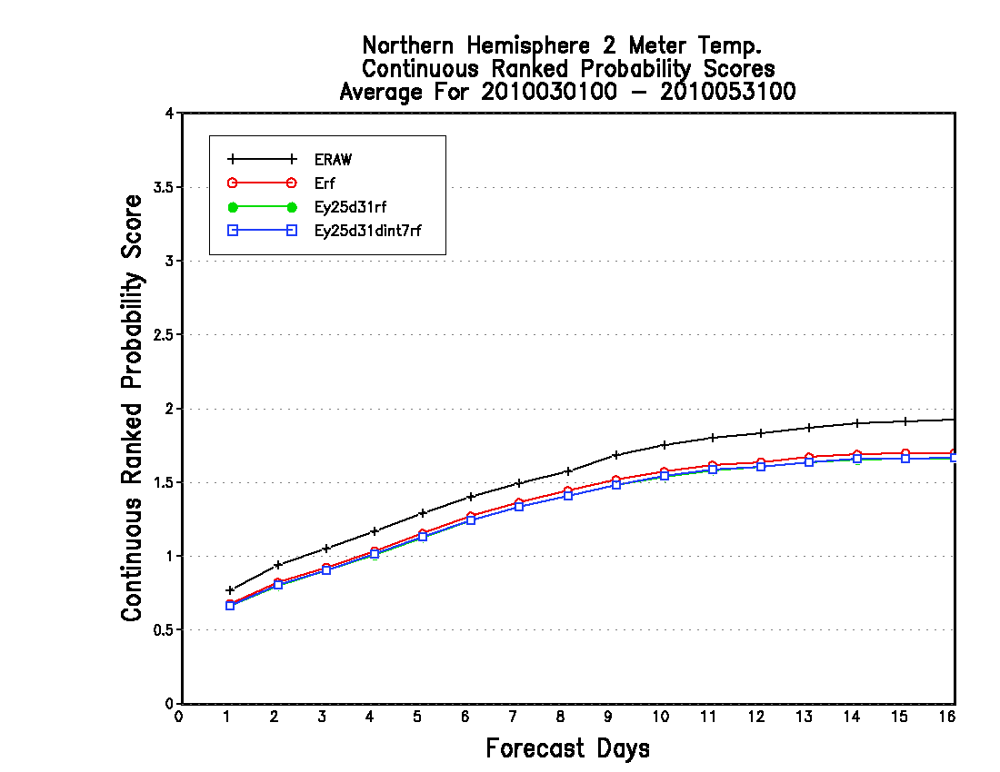 Northern Hemisphere 2 Meter Temp.
Continuous Ranked Probability Scores
Average For 2010030100 – 2010053100
4
3.5
3
2.5
2
1.5
1
0.5
0
Continuous Ranked Probability Score
ERAW
Erf
Ey25d31rf
Ey25d31dint7rf
0 1 2 3 4 5 6 7 8 9 10 11 12 13 14 15 16
Forecast Days